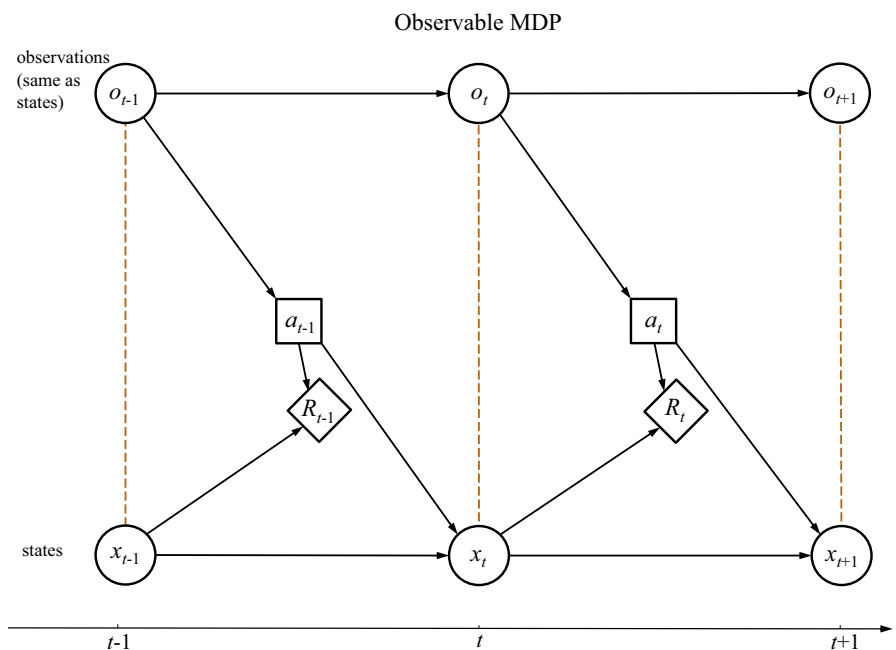 Observable MDP
observations
(same as
states)
o_{t-1}
o_t
o_{t+1}
a_{t-1}
a_t
R_{t-1}
R_t
states
x_{t-1}
x_t
x_{t+1}
t-1
t
t+1